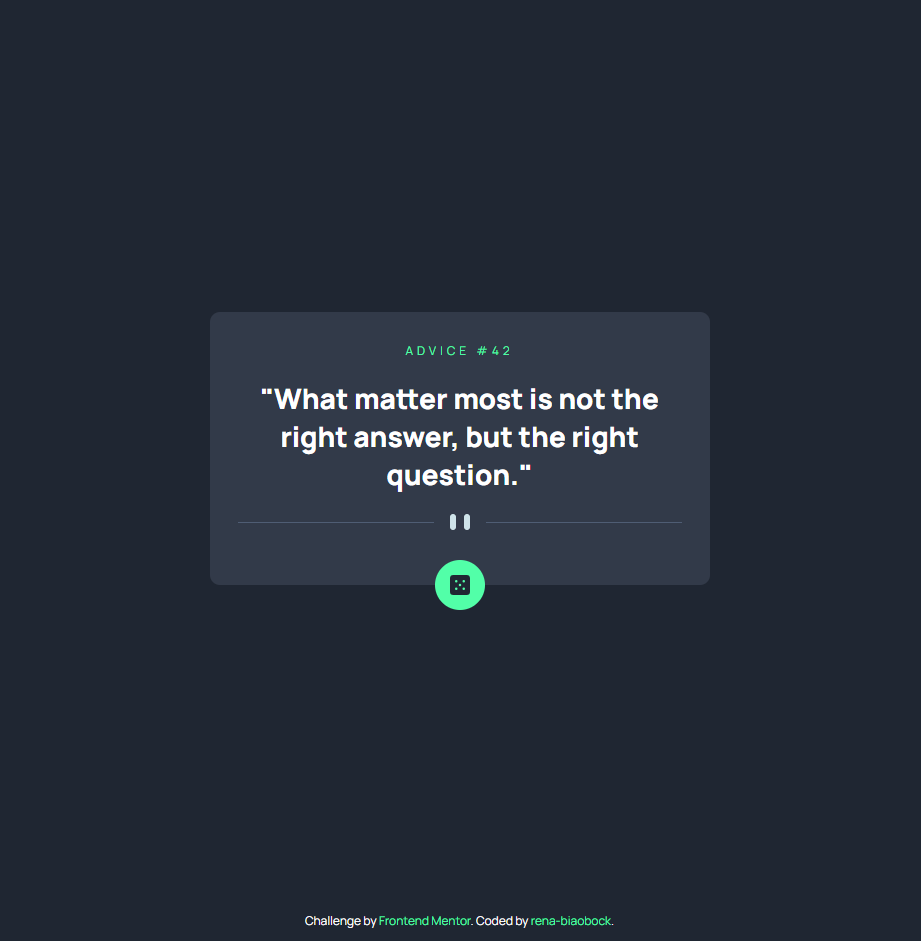 ADVICE #42
"What matter most is not the
right answer, but the right
question."
Challenge by Frontend Mentor. Coded by rena-biaobock.